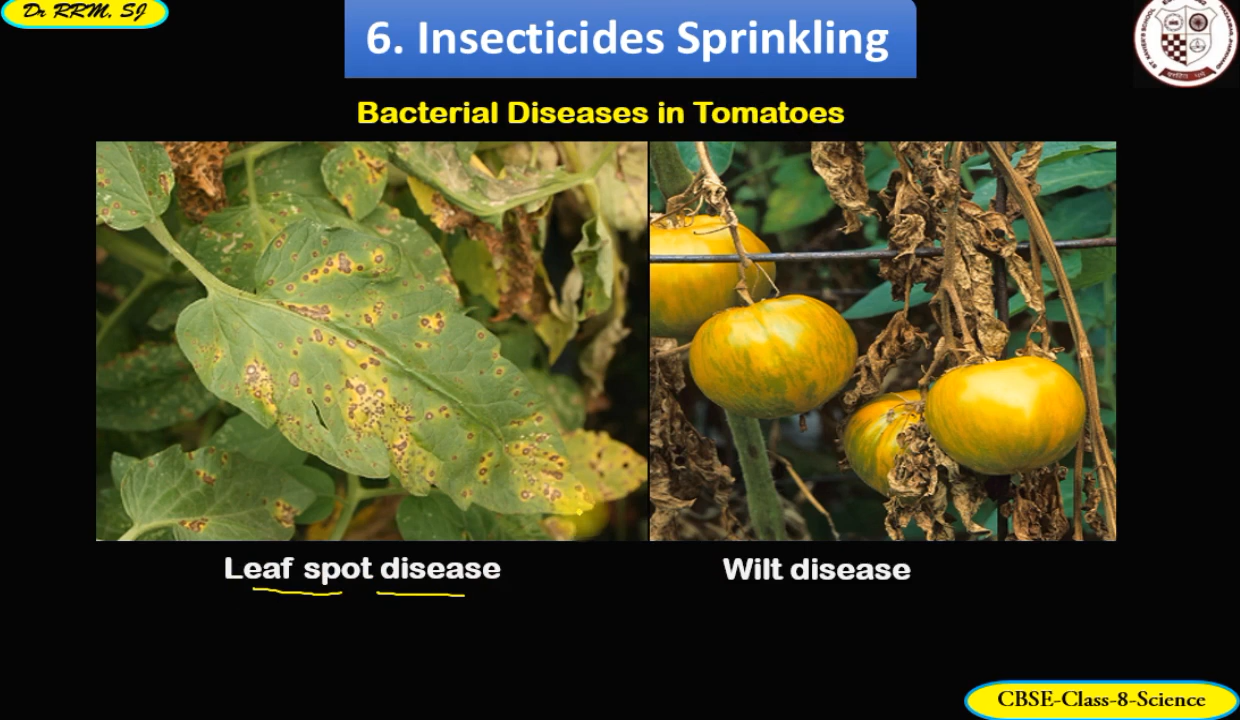 Dr RRM, SJ
6. Insecticides Sprinkling
Bacterial Diseases in Tomatoes
Leaf spot disease
Wilt disease
CBSE-Class-8-Science